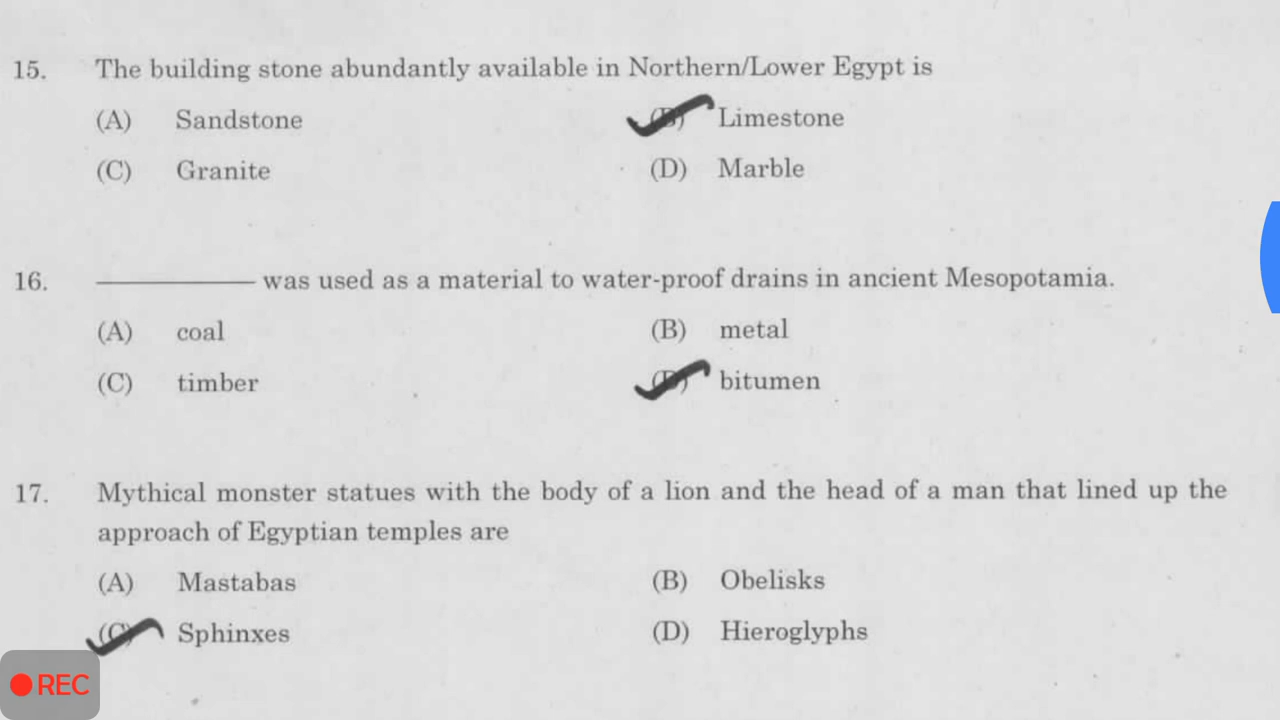 15. The building stone abundantly available in Northern/Lower Egypt is
(A) Sandstone (B) Limestone
(C) Granite (D) Marble
16. ________ was used as a material to water-proof drains in ancient Mesopotamia.
(A) coal (B) metal
(C) timber (D) bitumen
17. Mythical monster statues with the body of a lion and the head of a man that lined up the
approach of Egyptian temples are
(A) Mastabas (B) Obelisks
(C) Sphinxes (D) Hieroglyphs
REC